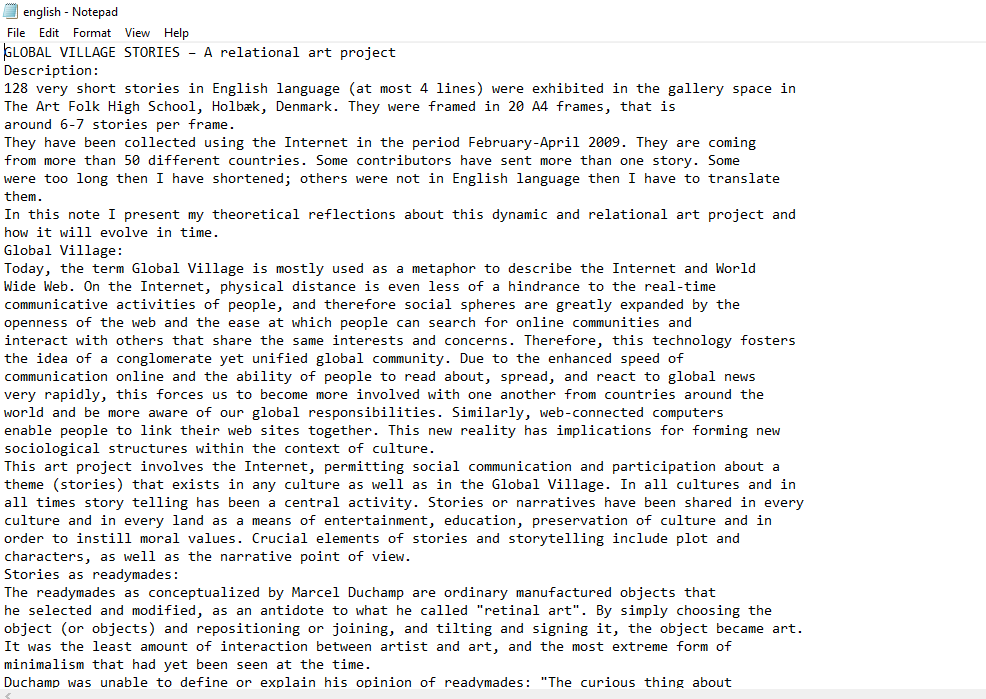 english - Notepad
File Edit Format View Help
GLOBAL VILLAGE STORIES – A relational art project
Description:
128 very short stories in English language (at most 4 lines) were exhibited in the gallery space in
The Art Folk High School, Holbæk, Denmark. They were framed in 20 A4 frames, that is
around 6-7 stories per frame.
They have been collected using the Internet in the period February-April 2009. They are coming
from more than 50 different countries. Some contributors have sent more than one story. Some
were too long then I have shortened; others were not in English language then I have to translate
them.
In this note I present my theoretical reflections about this dynamic and relational art project and
how it will evolve in time.
Global Village:
Today, the term Global Village is mostly used as a metaphor to describe the Internet and World
Wide Web. On the Internet, physical distance is even less of a hindrance to the real-time
communicative activities of people, and therefore social spheres are greatly expanded by the
openness of the web and the ease at which people can search for online communities and
interact with others that share the same interests and concerns. Therefore, this technology fosters
the idea of a conglomerate yet unified global community. Due to the enhanced speed of
communication online and the ability of people to read about, spread, and react to global news
very rapidly, this forces us to become more involved with one another from countries around the
world and be more aware of our global responsibilities. Similarly, web-connected computers
enable people to link their web sites together. This new reality has implications for forming new
sociological structures within the context of culture.
This art project involves the Internet, permitting social communication and participation about a
theme (stories) that exists in any culture as well as in the Global Village. In all cultures and in
all times story telling has been a central activity. Stories or narratives have been shared in every
culture and in every land as a means of entertainment, education, preservation of culture and in
order to instill moral values. Crucial elements of stories and storytelling include plot and
characters, as well as the narrative point of view.
Stories as readymades:
The readymades as conceptualized by Marcel Duchamp are ordinary manufactured objects that
he selected and modified, as an antidote to what he called "retinal art". By simply choosing the
object (or objects) and repositioning or joining, and tilting and signing it, the object became art.
It was the least amount of interaction between artist and art, and the most extreme form of
minimalism that had yet been seen at the time.
Duchamp was unable to define or explain his opinion of readymades: "The curious thing about